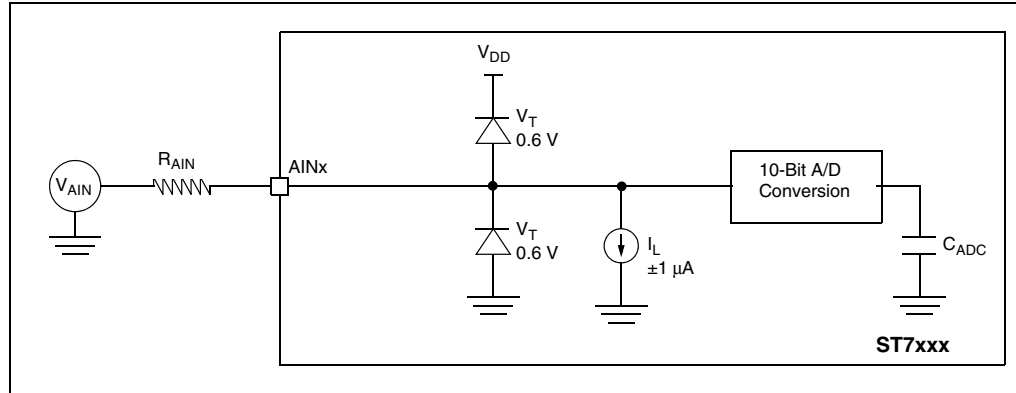 V_DD
V_T
0.6 V
R_AIN
AINx
V_AIN
10-Bit A/D
Conversion
V_T
0.6 V
I_L
±1 μA
C_ADC
ST7xxx